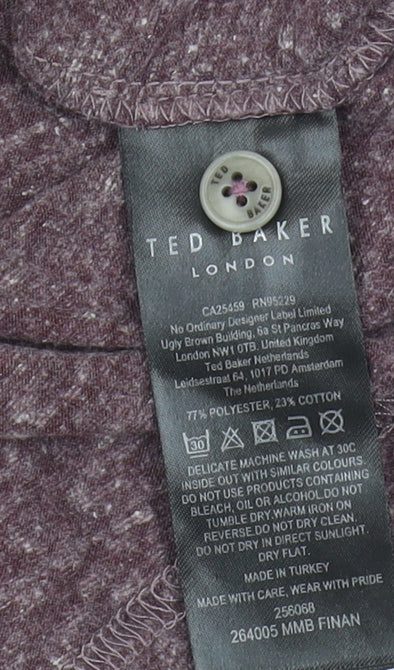 TED
BAKER
TED BAKER
LONDON
CA25459 RN95229
No Ordinary Designer Label Limited
Ugly Brown Building, 6a St Pancras Way
London NW1 0TB, United Kingdom
Ted Baker Netherlands
Leidsestraat 64, 1017 PD Amsterdam
The Netherlands
77% POLYESTER, 23% COTTON
30
DELICATE MACHINE WASH AT 30C
INSIDE OUT WITH SIMILAR COLOURS
DO NOT USE PRODUCTS CONTAINING
BLEACH, OIL OR ALCOHOL.DO NOT
TUMBLE DRY.WARM IRON ON
REVERSE.DO NOT DRY CLEAN.
DO NOT DRY IN DIRECT SUNLIGHT.
DRY FLAT.
MADE IN TURKEY
MADE WITH CARE, WEAR WITH PRIDE
256068
264005 MMB FINAN